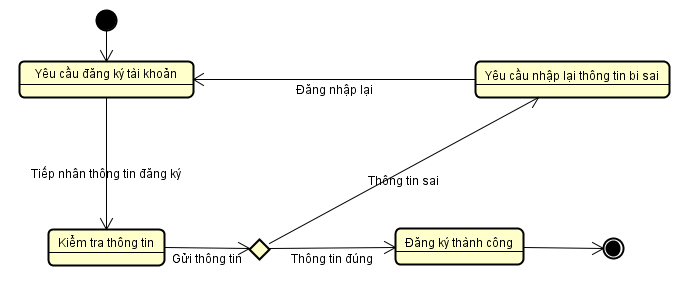 Yêu cầu đăng ký tài khoản
Yêu cầu nhập lại thông tin bi sai
Đăng nhập lại
Tiếp nhân thông tin đăng ký
Thông tin sai
Kiểm tra thông tin
Đăng ký thành công
Gửi thông tin
Thông tin đúng